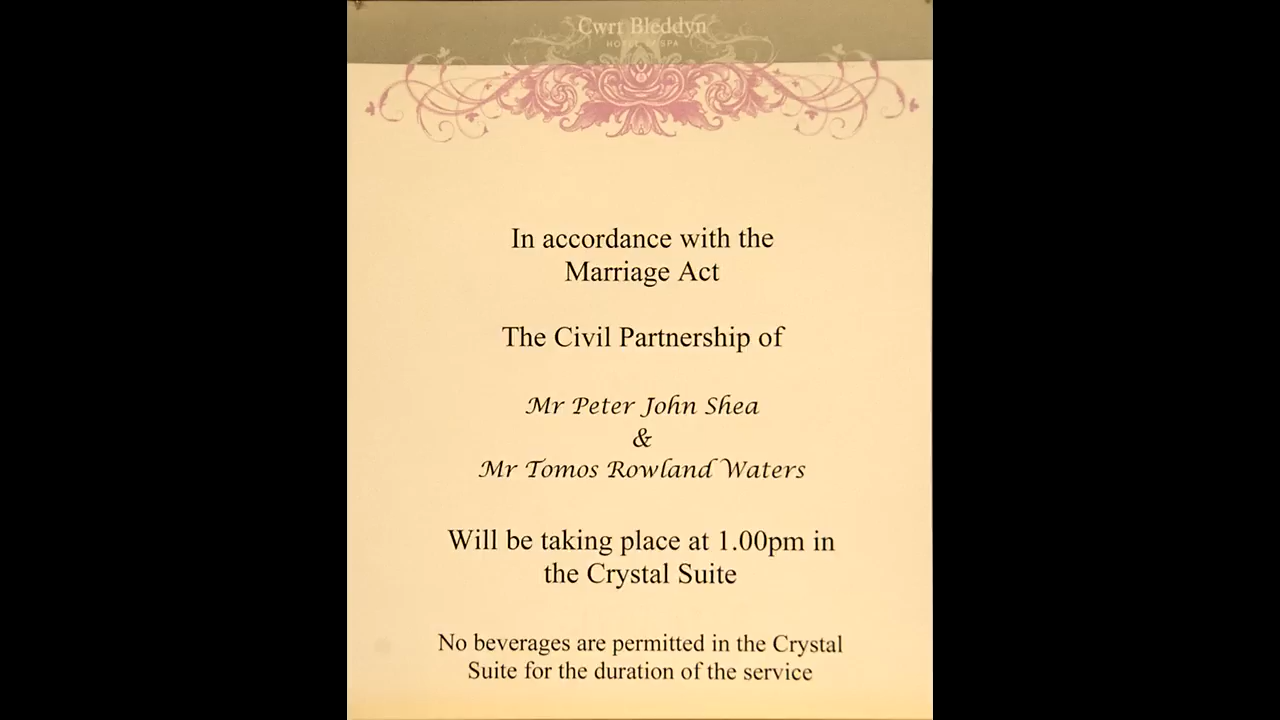 Cwrt Bleddyn
HOTEL & SPA
In accordance with the
Marriage Act
The Civil Partnership of
Mr Peter John Shea
&
Mr Tomos Rowland Waters
Will be taking place at 1.00pm in
the Crystal Suite
No beverages are permitted in the Crystal
Suite for the duration of the service